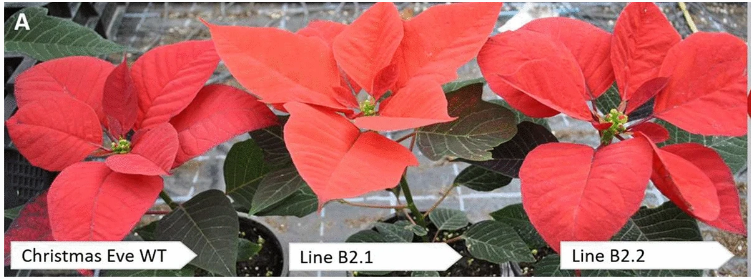 A
Christmas Eve WT
Line B2.1
Line B2.2